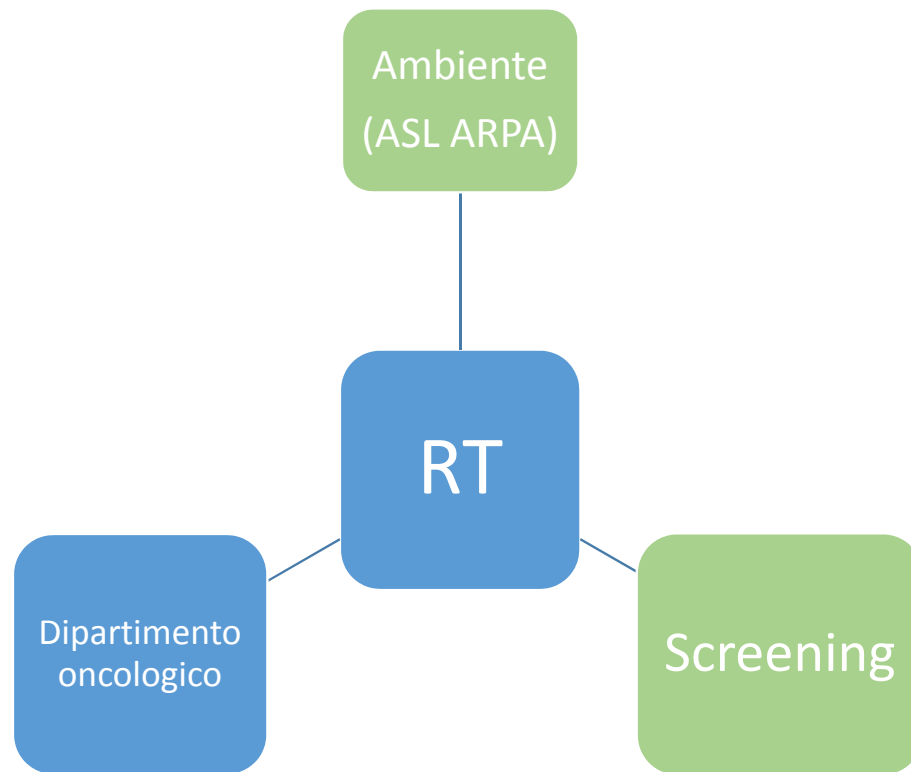 Ambiente
(ASL ARPA)
RT
Dipartimento
oncologico
Screening